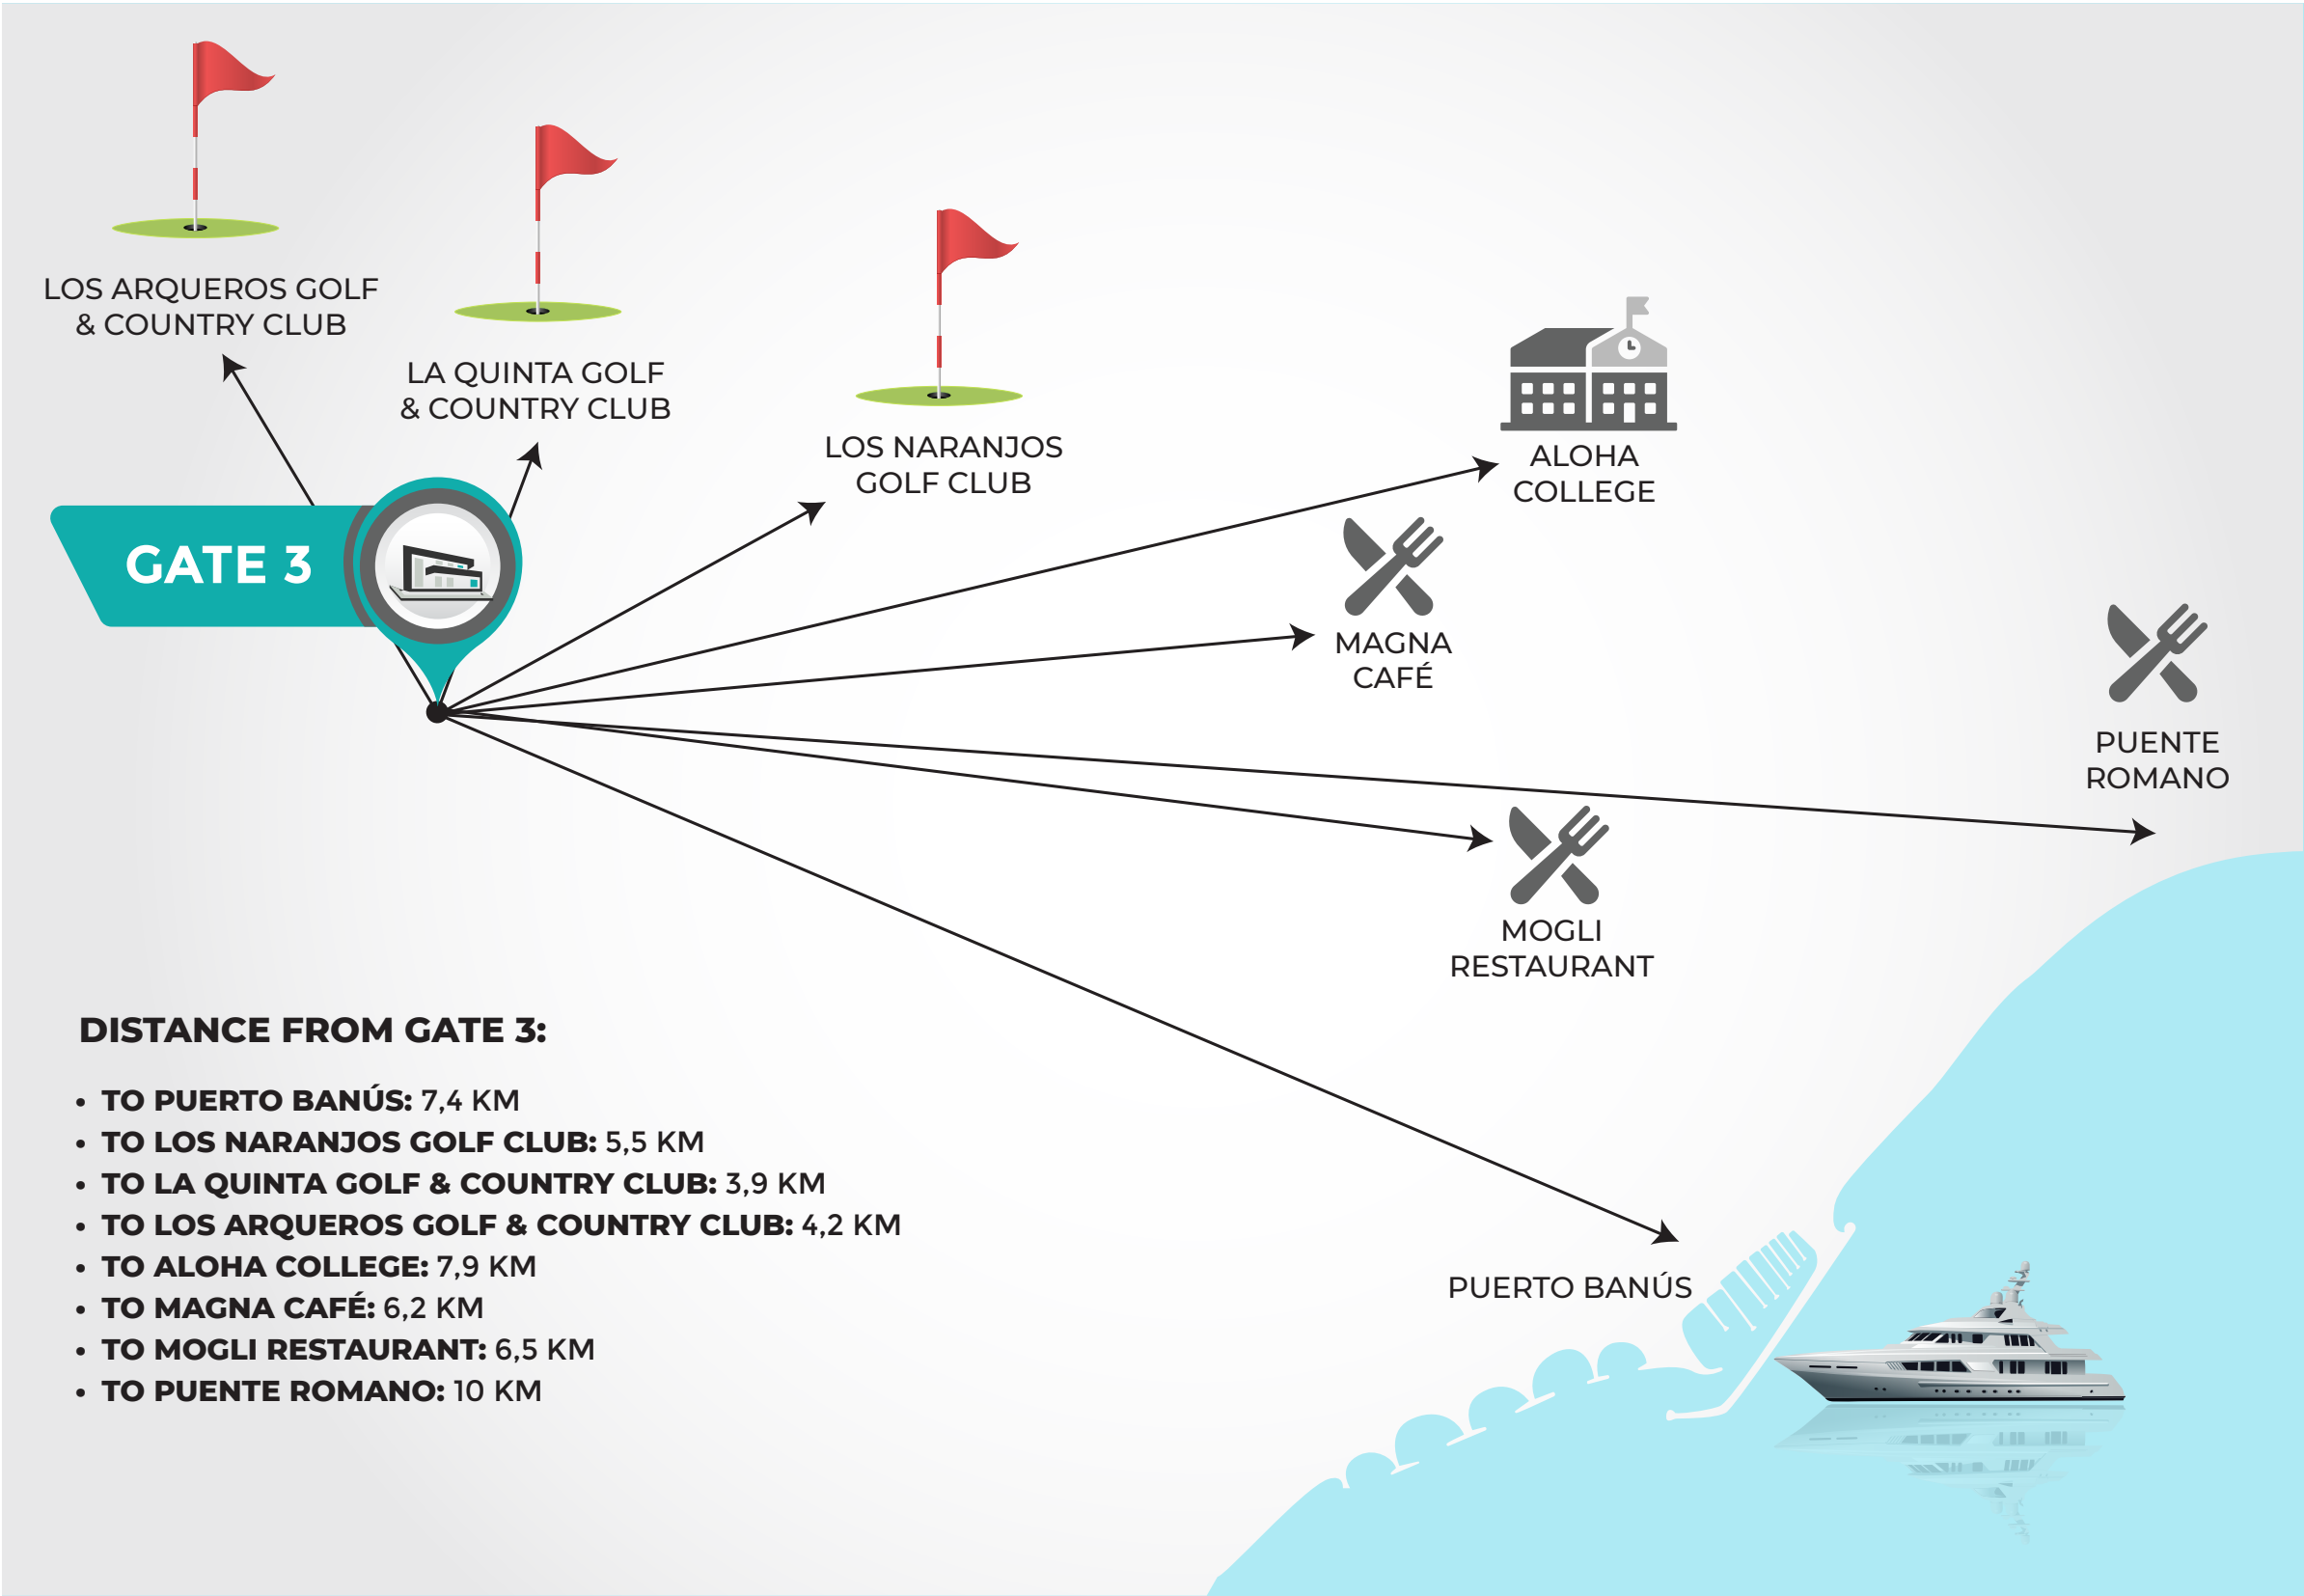 LOS ARQUEROS GOLF
& COUNTRY CLUB
LA QUINTA GOLF
& COUNTRY CLUB
LOS NARANJOS
GOLF CLUB
ALOHA
COLLEGE
GATE 3
MAGNA
CAFÉ
PUENTE
ROMANO
MOGLI
RESTAURANT
DISTANCE FROM GATE 3:
• TO PUERTO BANÚS: 7,4 KM
• TO LOS NARANJOS GOLF CLUB: 5,5 KM
• TO LA QUINTA GOLF & COUNTRY CLUB: 3,9 KM
• TO LOS ARQUEROS GOLF & COUNTRY CLUB: 4,2 KM
• TO ALOHA COLLEGE: 7,9 KM
• TO MAGNA CAFÉ: 6,2 KM
• TO MOGLI RESTAURANT: 6,5 KM
• TO PUENTE ROMANO: 10 KM
PUERTO BANÚS